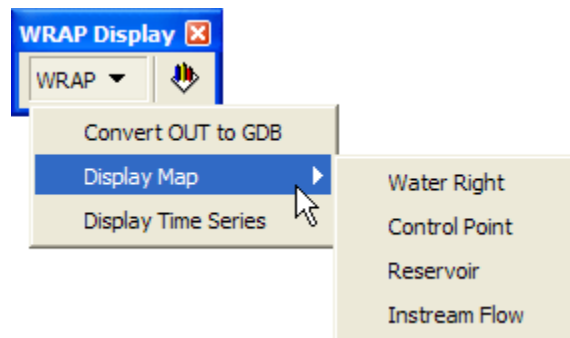 WRAP Display
WRAP
Convert OUT to GDB
Display Map
Display Time Series
Water Right
Control Point
Reservoir
Instream Flow